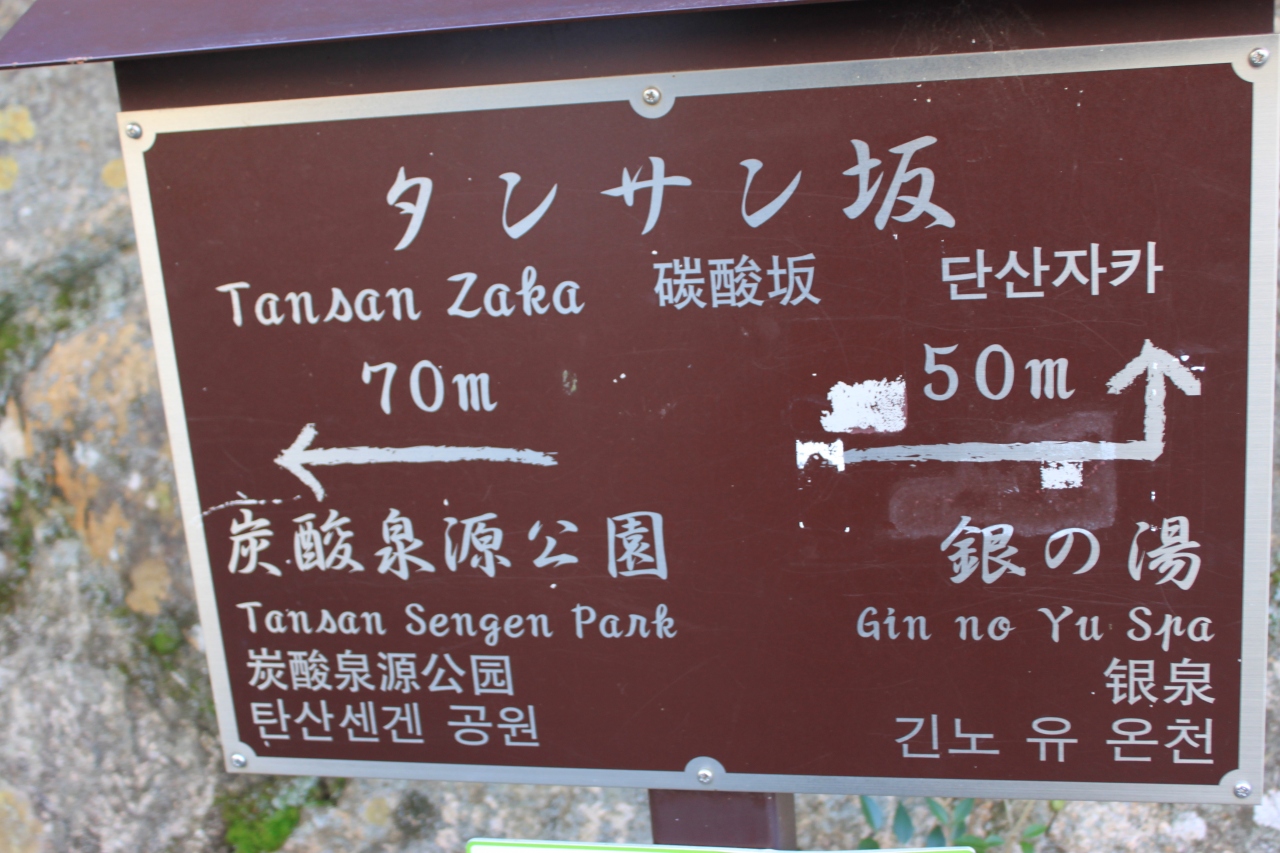 タンサン坂
Tansan Zaka 碳酸坂 단산자카
70m 50m
炭酸泉源公園 銀の湯
Tansan Sengen Park Gin no Yu Spa
炭酸泉源公园 银泉
탄산센겐 공원 긴노 유 온천